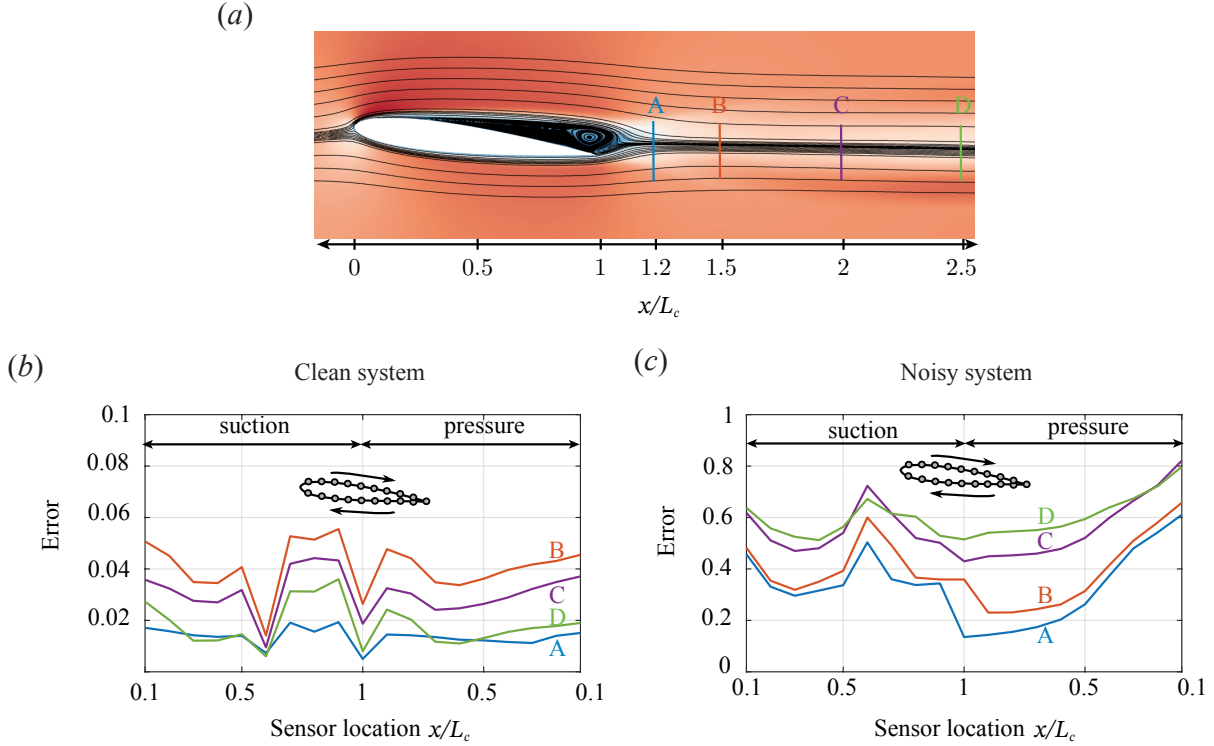 (a)
A B C D
0 0.5 1 1.2 1.5 2 2.5
x/L_c
(b) Clean system
0.1
0.08
0.06
0.04
0.02
Error
suction pressure
B
C
D
A
0.1 0.5 1 0.5 0.1
Sensor location x/L_c
(c) Noisy system
1
0.8
0.6
0.4
0.2
0
Error
suction pressure
D
C
B
A
0.1 0.5 1 0.5 0.1
Sensor location x/L_c